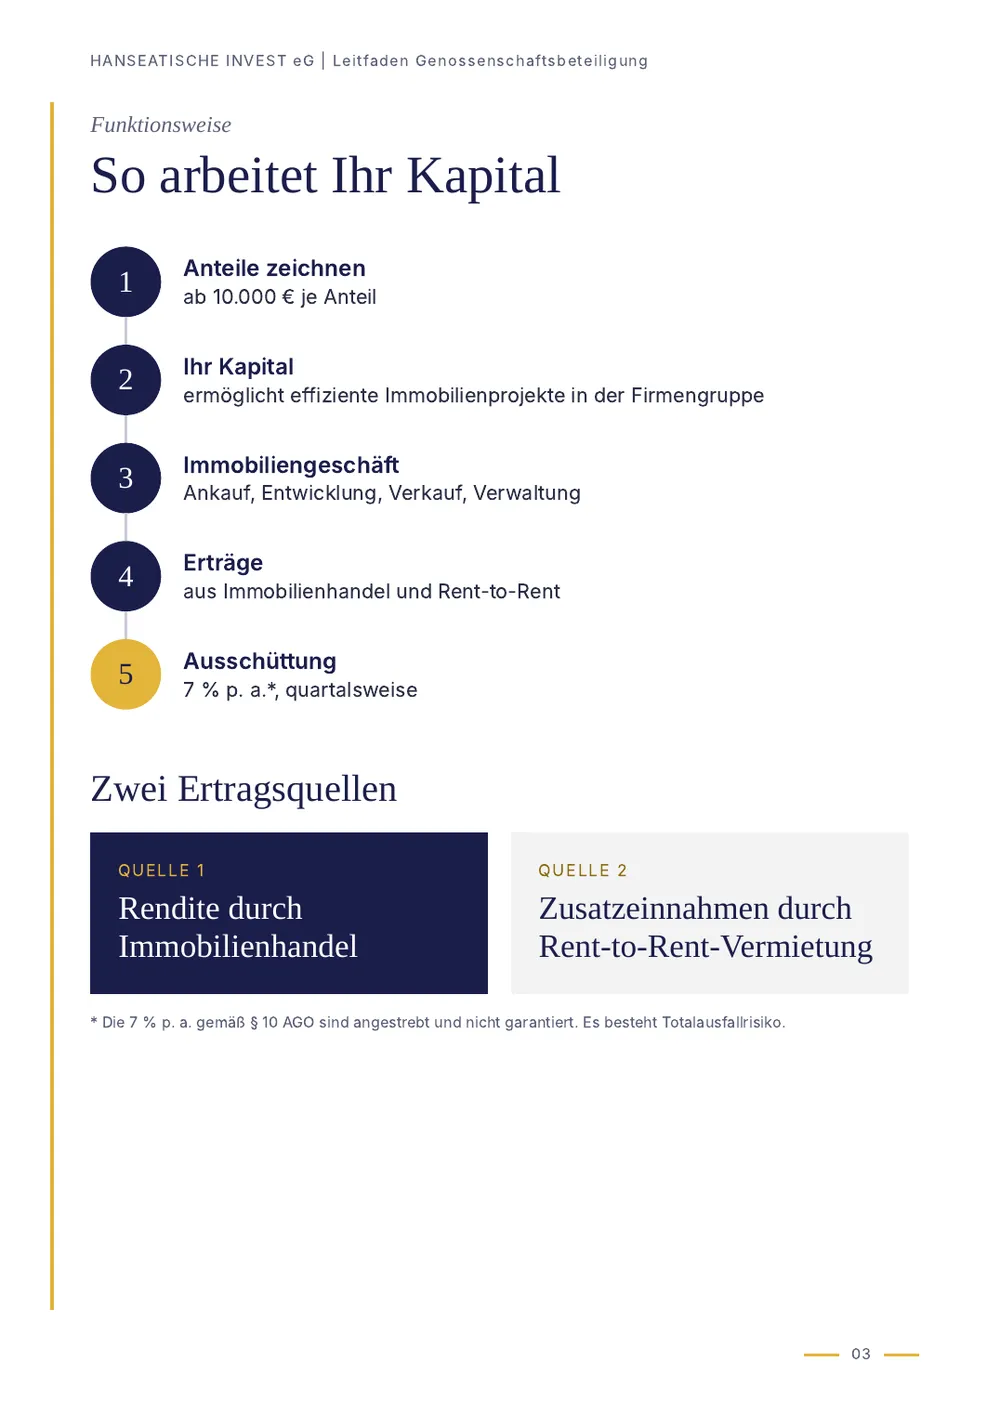 HANSEATISCHE INVEST eG | Leitfaden Genossenschaftsbeteiligung
Funktionsweise
So arbeitet Ihr Kapital
1
Anteile zeichnen
ab 10.000 € je Anteil
2
Ihr Kapital
ermöglicht effiziente Immobilienprojekte in der Firmengruppe
3
Immobiliengeschäft
Ankauf, Entwicklung, Verkauf, Verwaltung
4
Erträge
aus Immobilienhandel und Rent-to-Rent
5
Ausschüttung
7 % p. a.*, quartalsweise
Zwei Ertragsquellen
QUELLE 1
Rendite durch
Immobilienhandel
QUELLE 2
Zusatzeinnahmen durch
Rent-to-Rent-Vermietung
* Die 7 % p. a. gemäß § 10 AGO sind angestrebt und nicht garantiert. Es besteht Totalausfallrisiko.
03